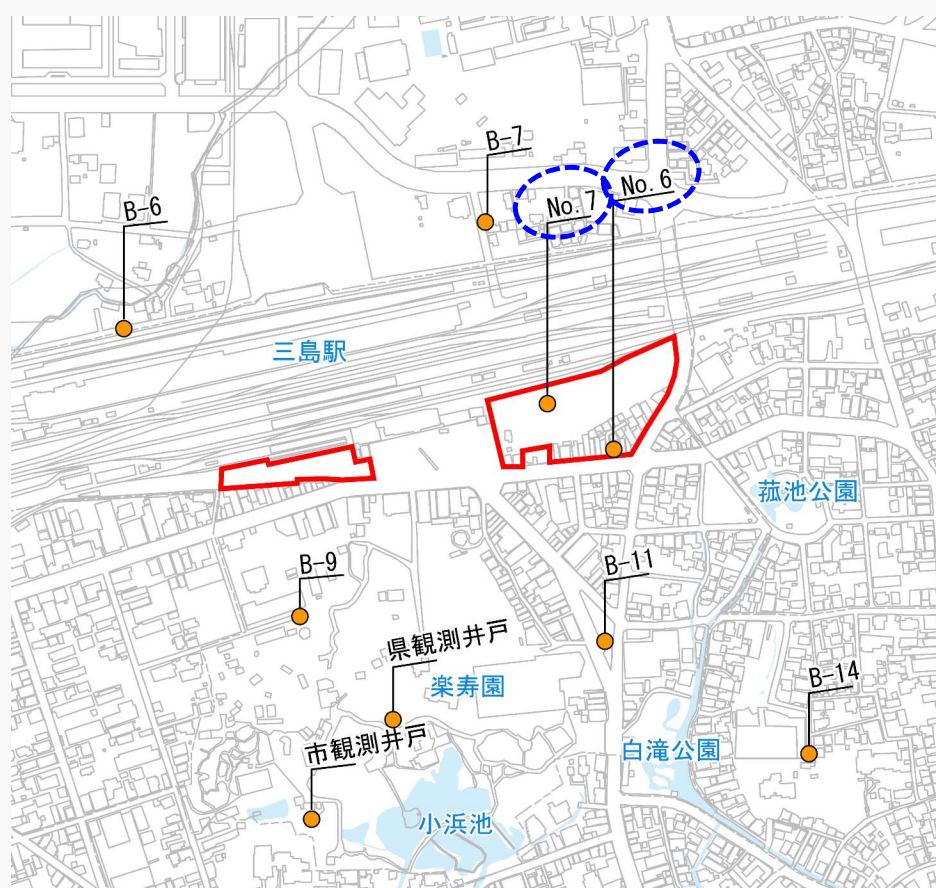 B-7
No.6
No.7
B-6
三島駅
菰池公園
B-9
B-11
県観測井戸
楽寿園
B-14
市観測井戸
白滝公園
小浜池